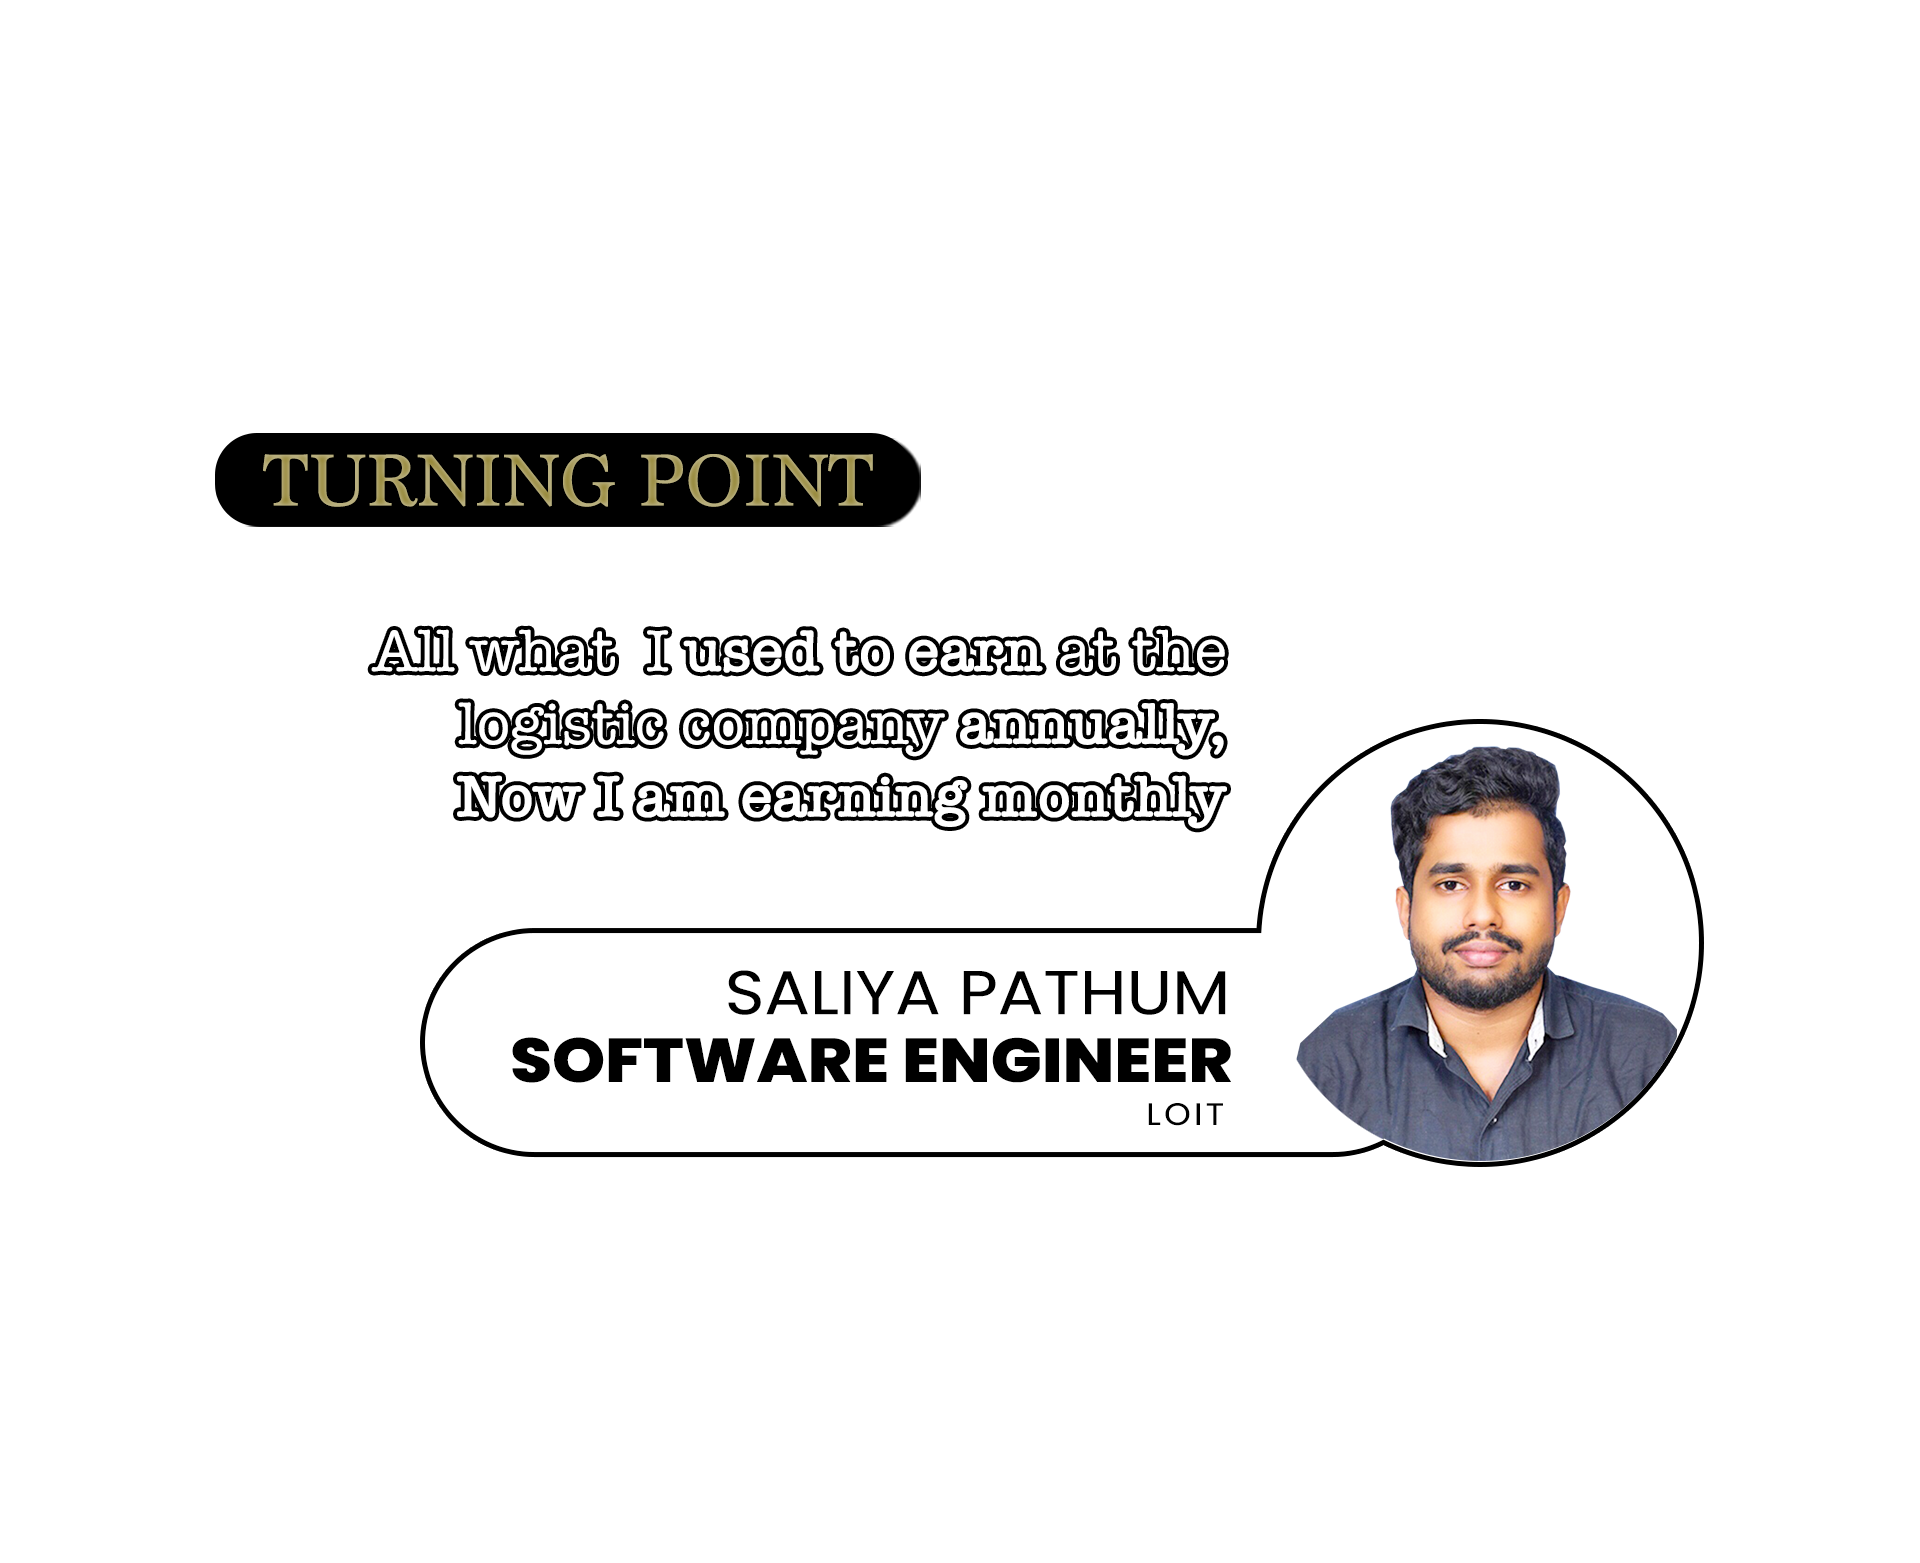 TURNING POINT
All what I used to earn at the
logistic company annually,
Now I am earning monthly
SALIYA PATHUM
SOFTWARE ENGINEER
LOIT